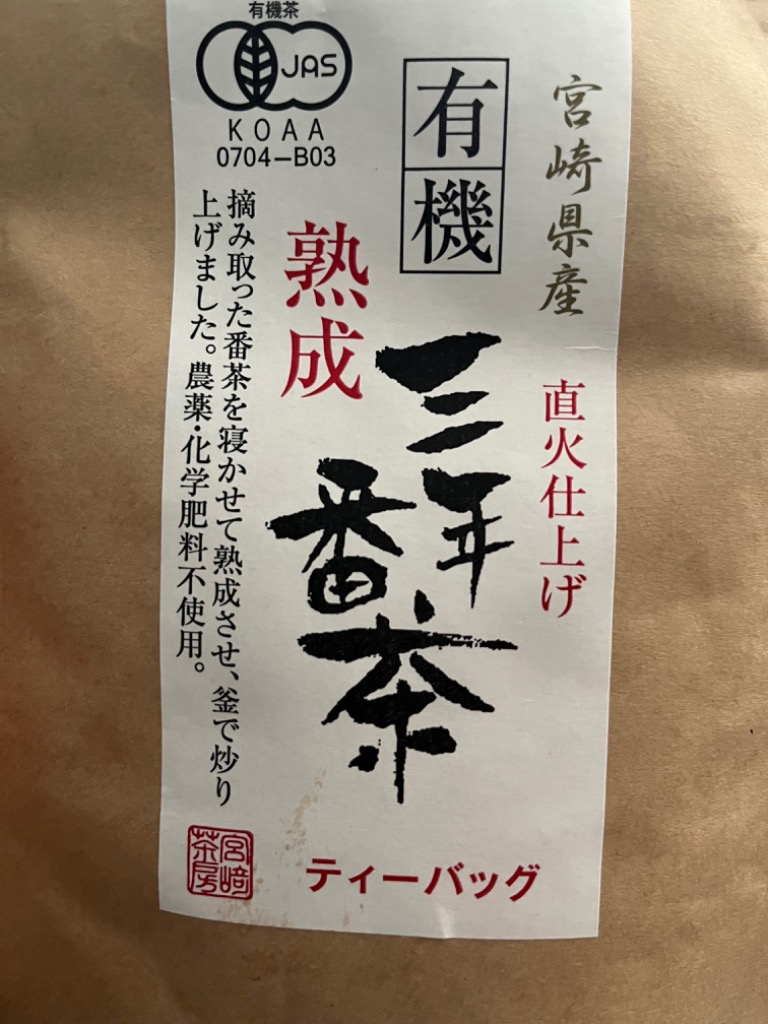 有機茶
JAS
KOAA
0704-B03
宮崎県産
直火仕上げ
有機
三年
番茶
熟成
摘み取った番茶を寝かせて熟成させ、釜で炒り
上げました。農薬・化学肥料不使用。
宮﨑
茶房
ティーバッグ